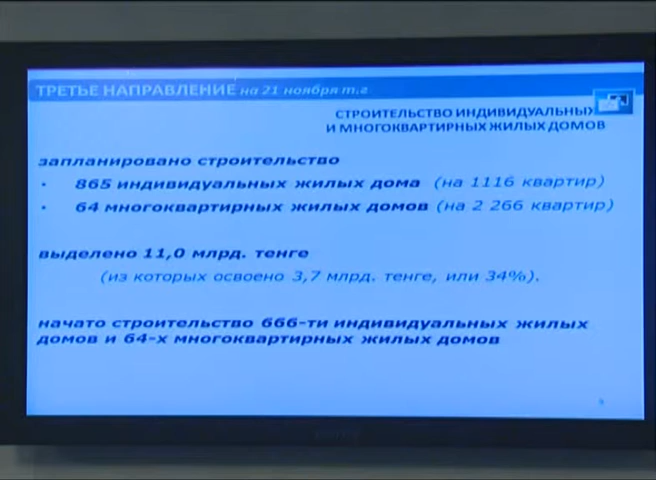 ТРЕТЬЕ НАПРАВЛЕНИЕ на 21 ноября т.г
СТРОИТЕЛЬСТВО ИНДИВИДУАЛЬНЫХ
И МНОГОКВАРТИРНЫХ ЖИЛЫХ ДОМОВ
запланировано строительство
• 865 индивидуальных жилых дома (на 1116 квартир)
• 64 многоквартирных жилых домов (на 2 266 квартир)
выделено 11,0 млрд. тенге
(из которых освоено 3,7 млрд. тенге, или 34%).
начато строительство 666-ти индивидуальных жилых
домов и 64-х многоквартирных жилых домов